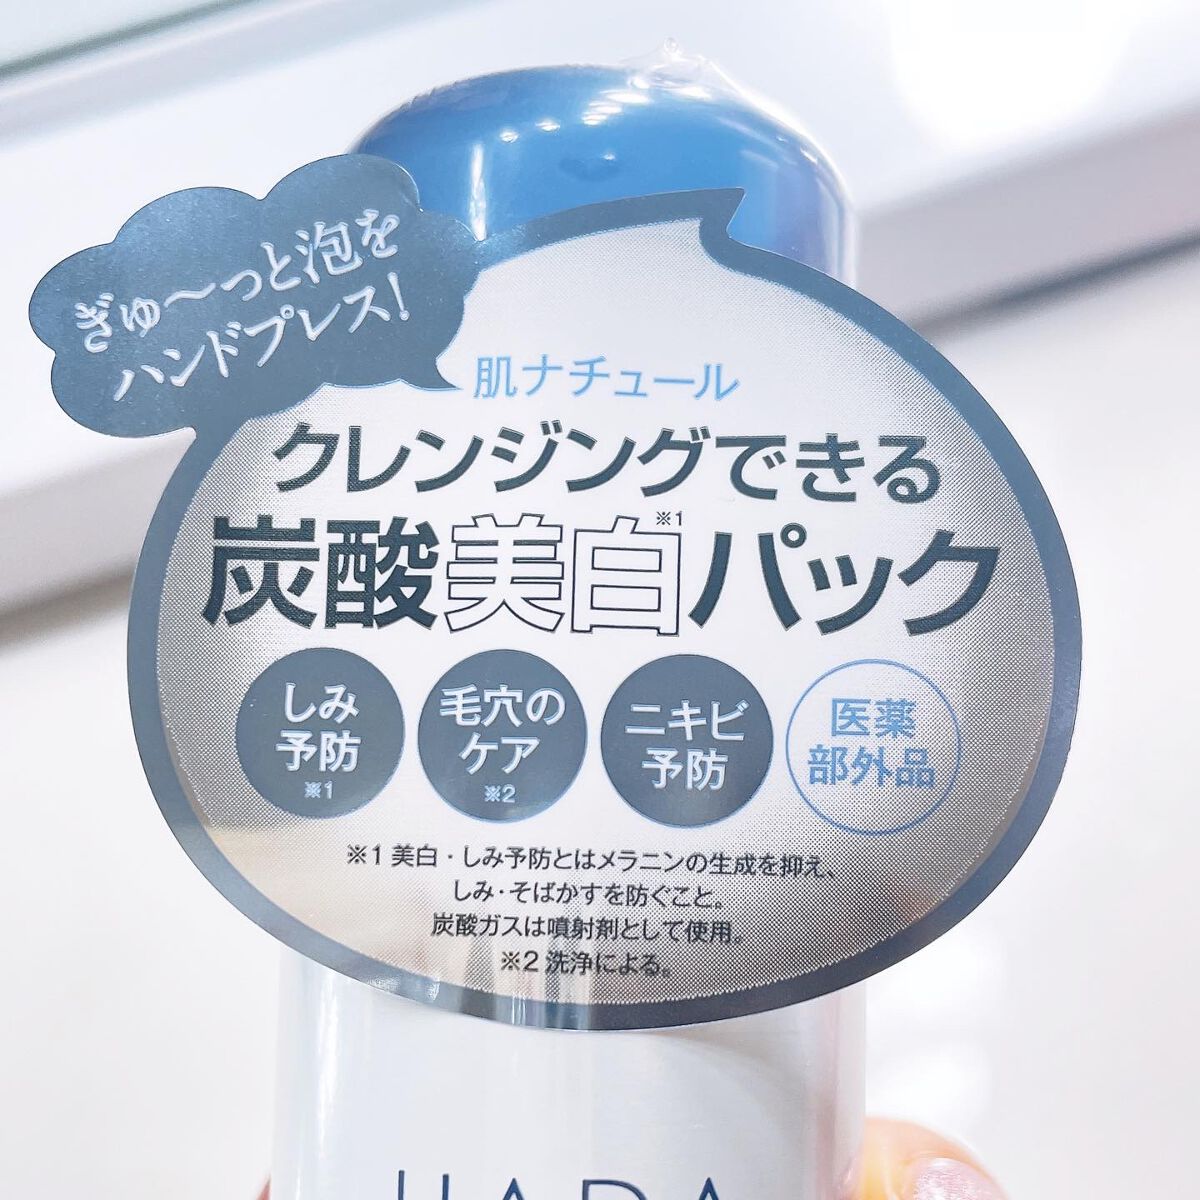 ぎゅ〜っと泡を
ハンドプレス!
肌ナチュール
クレンジングできる
炭酸美白※1パック
しみ
予防
※1
毛穴の
ケア
※2
ニキビ
予防
医薬
部外品
※1 美白・しみ予防とはメラニンの生成を抑え、
しみ・そばかすを防ぐこと。
炭酸ガスは噴射剤として使用。
※2 洗浄による。
HADA